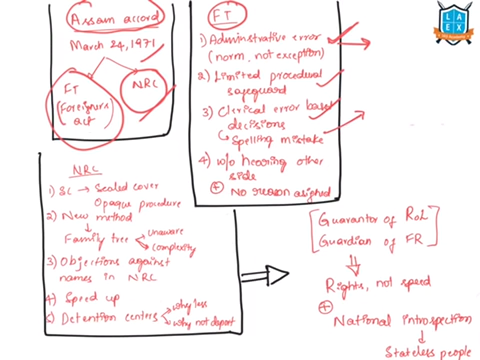 Assam accord
March 24, 1971
FT
(Foreigners
act)
NRC
FT
1) Administrative error
(norm, not exception)
2) Limited procedural
safeguard
3) Clerical error based
decisions
↳ Spelling mistake
4) w/o hearing other
side
⊕ No reason assigned
NRC
1) SC → Sealed cover
Opaque procedure
2) New method
↓
Family tree
Unaware
complexity
3) Objections against
names in NRC
4) Speed up
5) Detention centers
Why less
Why not deport
[Guarantor of RoL
Guardian of FR]
⇓
Rights, not speed
⊕
National introspection
↓
Stateless people
LAEX